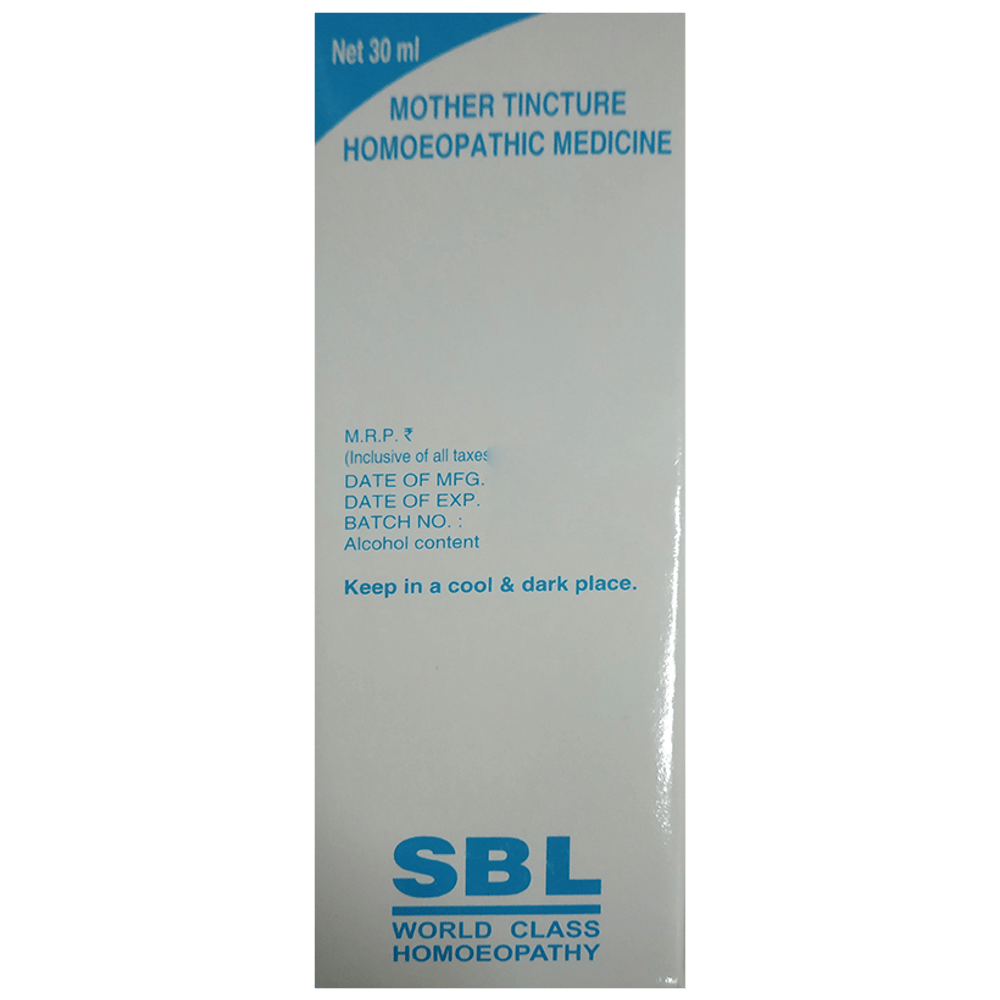 Net 30 ml
MOTHER TINCTURE
HOMOEOPATHIC MEDICINE
M.R.P. ₹
(Inclusive of all taxes
DATE OF MFG.
DATE OF EXP.
BATCH NO. :
Alcohol content
Keep in a cool & dark place.
SBL
WORLD CLASS
HOMOEOPATHY